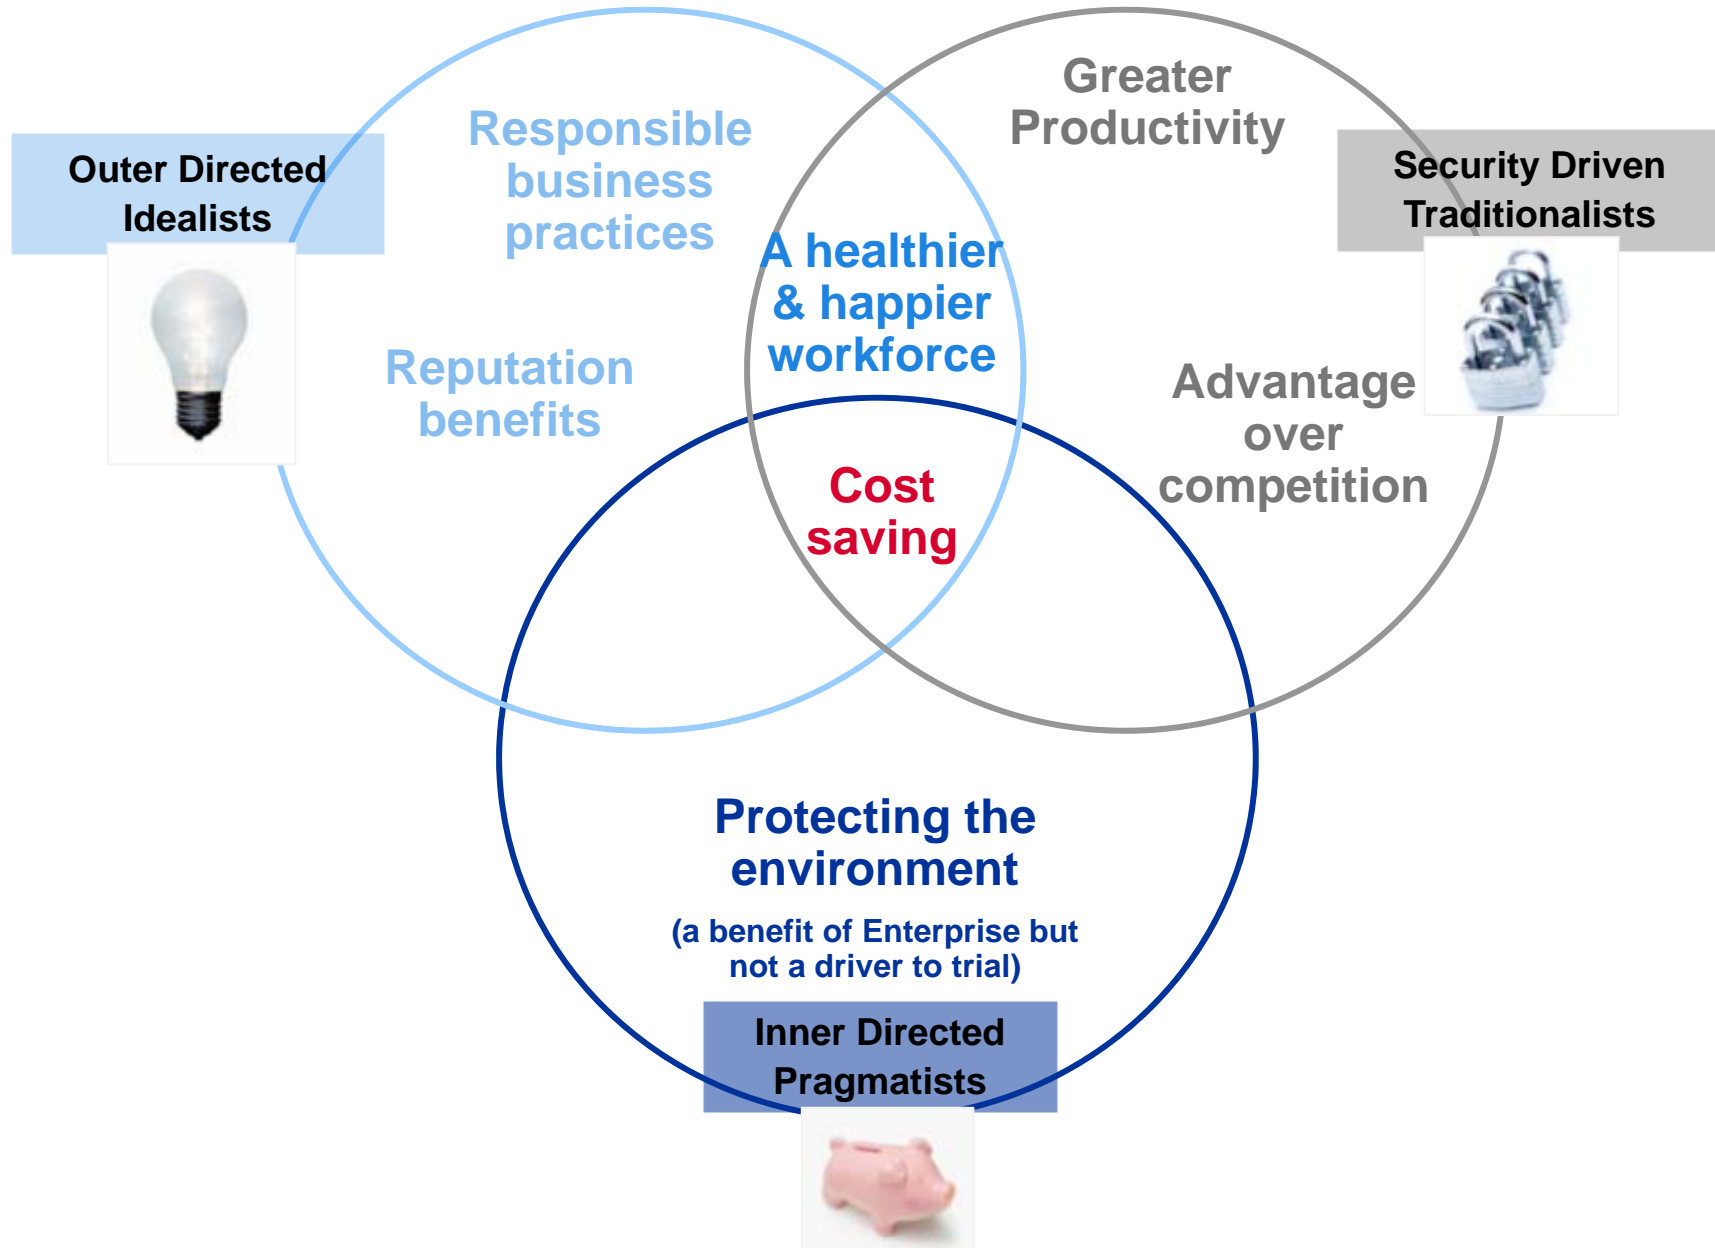 Outer Directed
Idealists
Responsible
business
practices
Reputation
benefits
A healthier
& happier
workforce
Greater
Productivity
Security Driven
Traditionalists
Advantage
over
competition
Cost
saving
Protecting the
environment
(a benefit of Enterprise but
not a driver to trial)
Inner Directed
Pragmatists